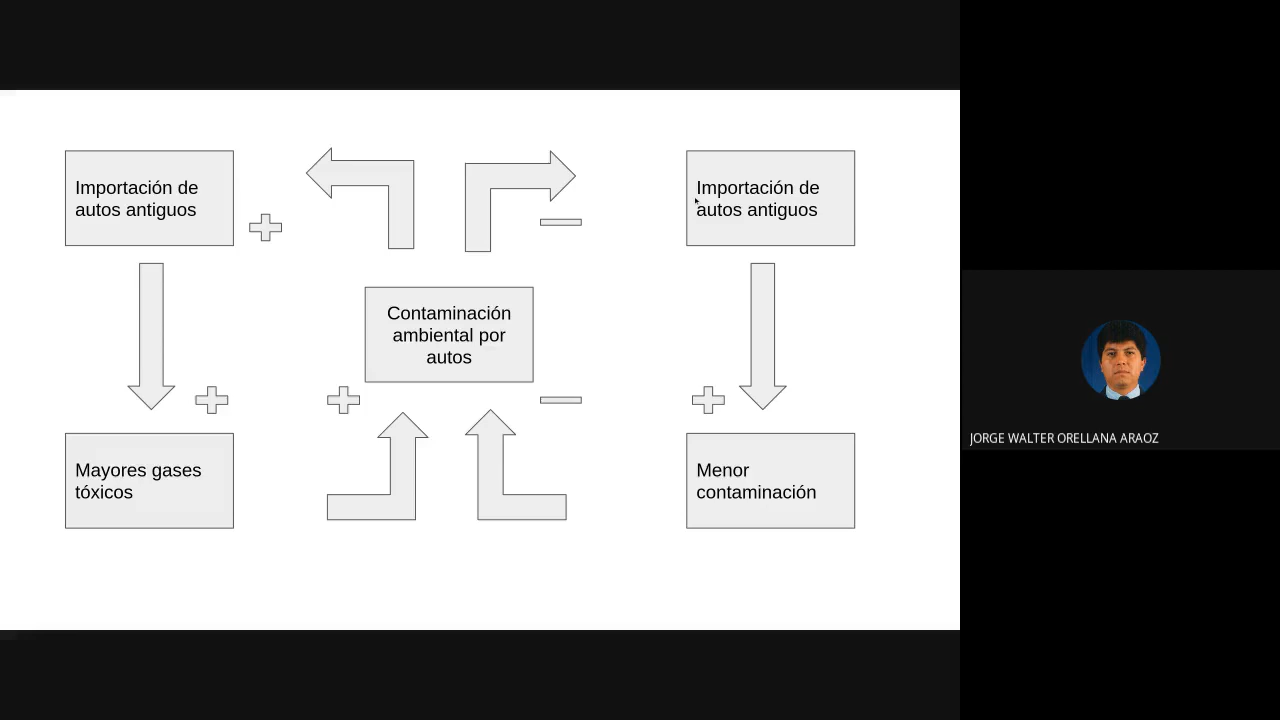 Importación de
autos antiguos
Importación de
autos antiguos
Contaminación
ambiental por
autos
Mayores gases
tóxicos
Menor
contaminación
JORGE WALTER ORELLANA ARAOZ